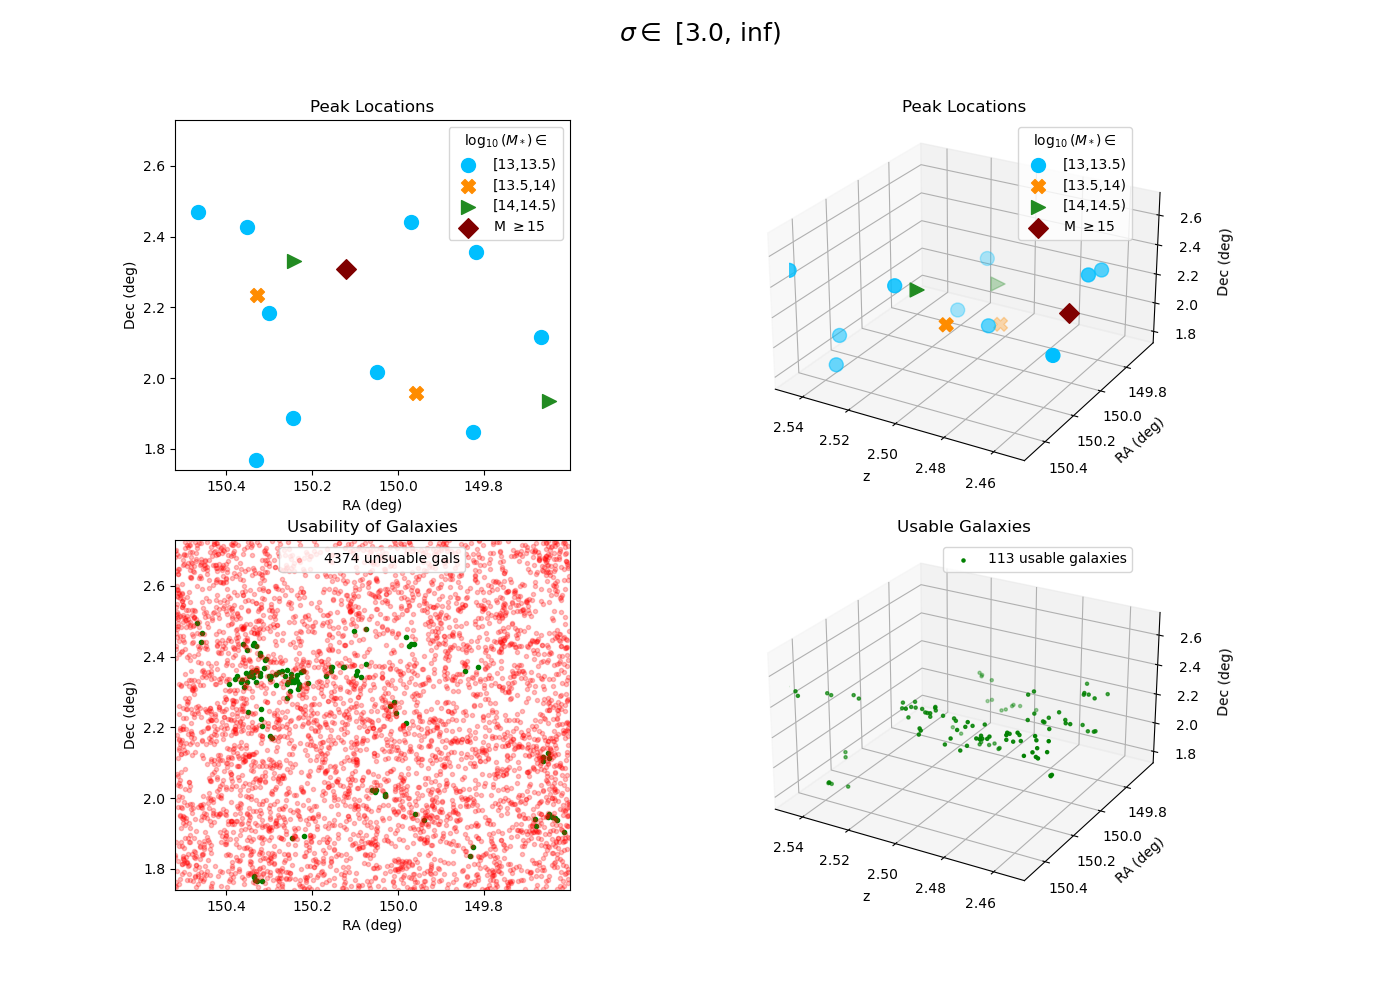 σ ∈ [3.0, inf)
Peak Locations
log₁₀(M*) ∈
[13,13.5)
[13.5,14)
[14,14.5)
M ≥15
2.6
2.4
2.2
2.0
1.8
Dec (deg)
150.4 150.2 150.0 149.8
RA (deg)
Peak Locations
log₁₀(M*) ∈
[13,13.5)
[13.5,14)
[14,14.5)
M ≥15
2.6
2.4
2.2
2.0
1.8
Dec (deg)
149.8
150.0
150.2
150.4
RA (deg)
2.54
2.52
2.50
2.48
2.46
z
Usability of Galaxies
4374 unsuable gals
2.6
2.4
2.2
2.0
1.8
Dec (deg)
150.4 150.2 150.0 149.8
RA (deg)
Usable Galaxies
113 usable galaxies
2.6
2.4
2.2
2.0
1.8
Dec (deg)
149.8
150.0
150.2
150.4
RA (deg)
2.54
2.52
2.50
2.48
2.46
z